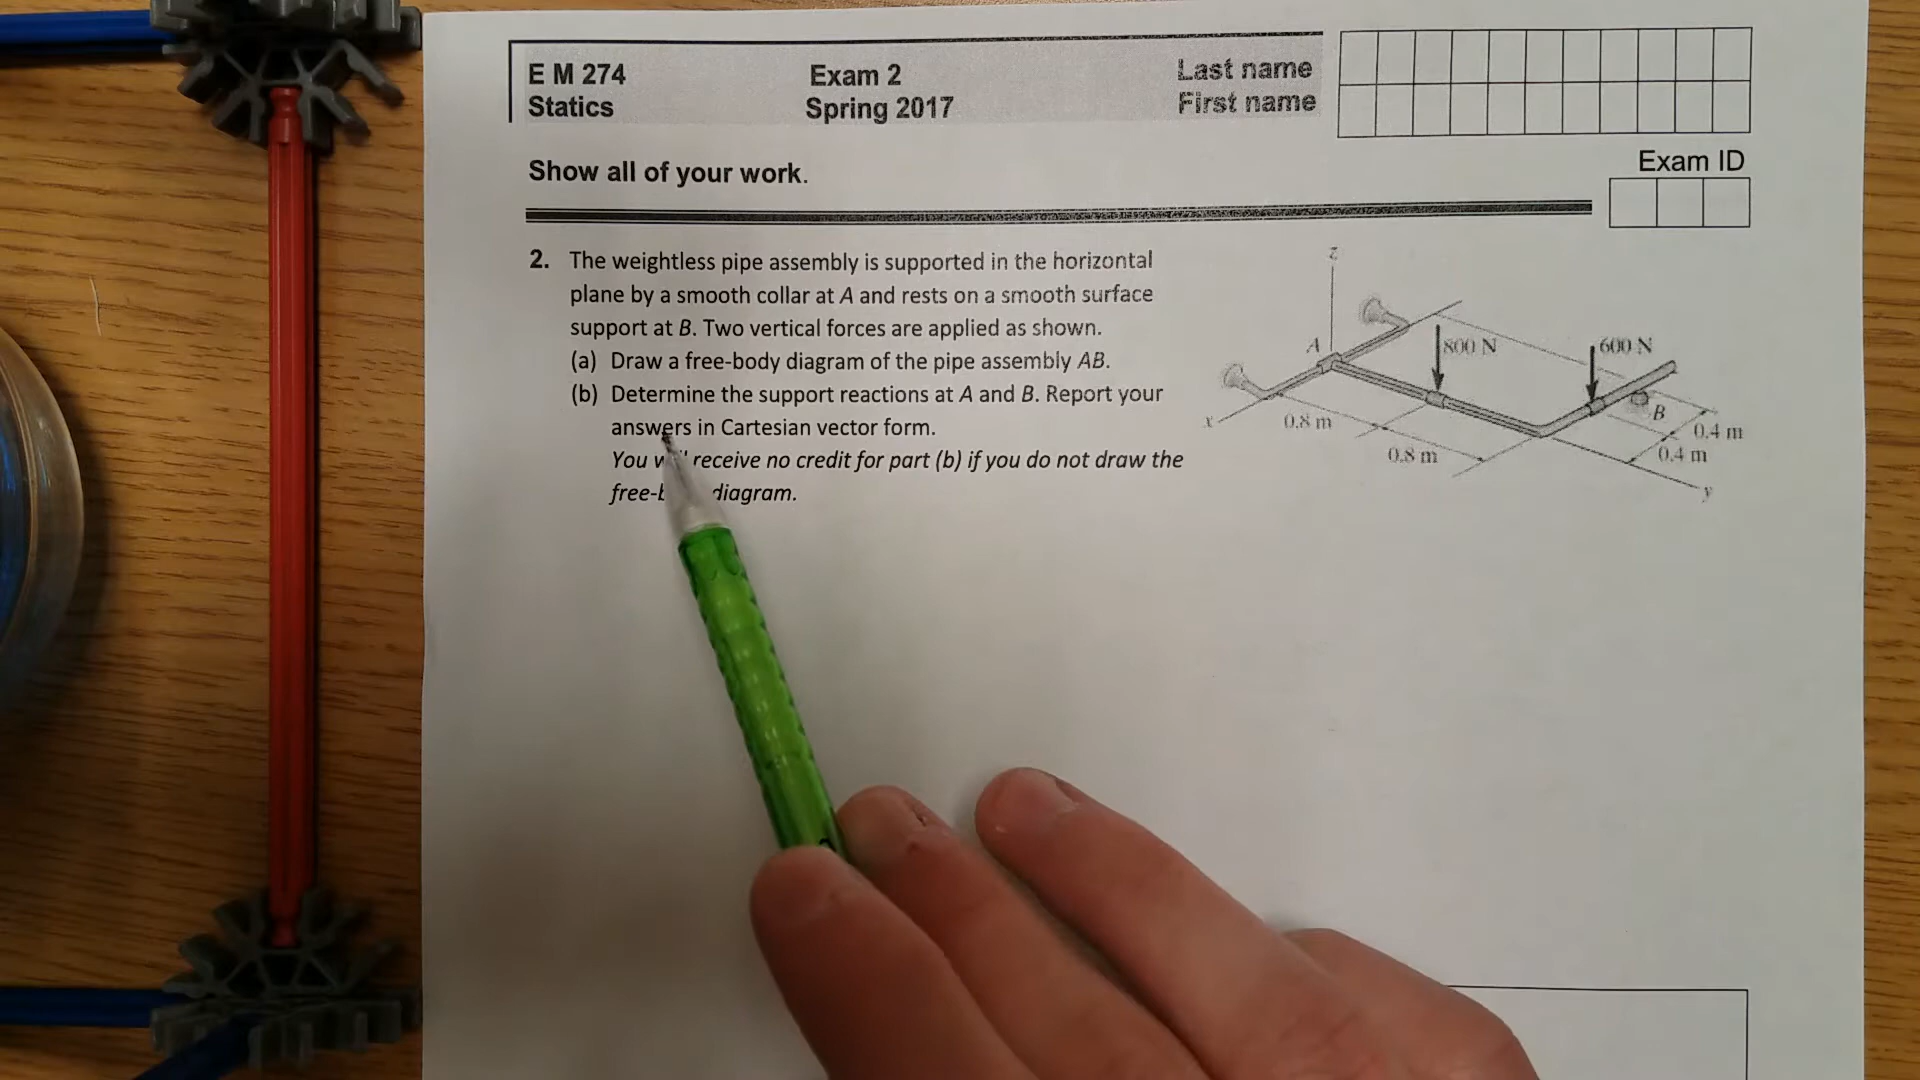 E M 274
Statics
Exam 2
Spring 2017
Last name
First name
Exam ID
Show all of your work.
2. The weightless pipe assembly is supported in the horizontal
plane by a smooth collar at A and rests on a smooth surface
support at B. Two vertical forces are applied as shown.
(a) Draw a free-body diagram of the pipe assembly AB.
(b) Determine the support reactions at A and B. Report your
answers in Cartesian vector form.
You receive no credit for part (b) if you do not draw the
diagram.
z
A
800 N
600 N
x
0.8 m
0.8 m
B
0.4 m
0.4 m
y